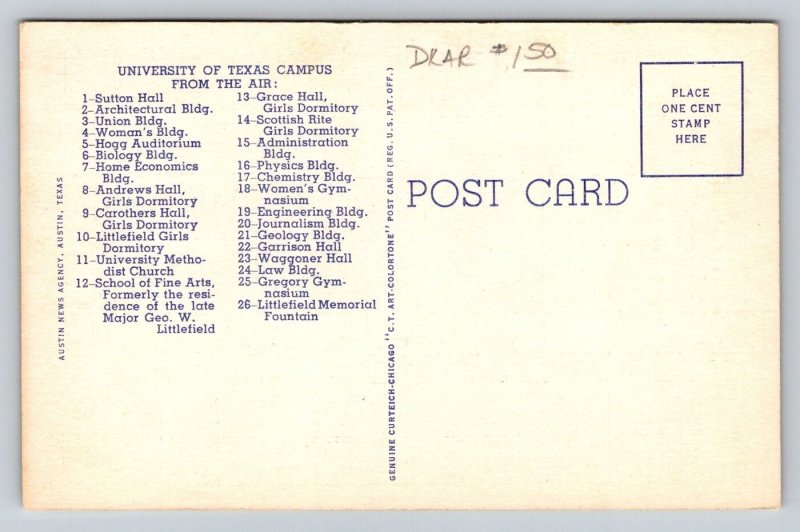 UNIVERSITY OF TEXAS CAMPUS
FROM THE AIR:
1—Sutton Hall
2—Architectural Bldg.
3—Union Bldg.
4—Woman's Bldg.
5—Hogg Auditorium
6—Biology Bldg.
7—Home Economics
Bldg.
8—Andrews Hall,
Girls Dormitory
9—Carothers Hall,
Girls Dormitory
10—Littlefield Girls
Dormitory
11—University Metho-
dist Church
12—School of Fine Arts,
Formerly the resi-
dence of the late
Major Geo. W.
Littlefield
13—Grace Hall,
Girls Dormitory
14—Scottish Rite
Girls Dormitory
15—Administration
Bldg.
16—Physics Bldg.
17—Chemistry Bldg.
18—Women's Gym-
nasium
19—Engineering Bldg.
20—Journalism Bldg.
21—Geology Bldg.
22—Garrison Hall
23—Waggoner Hall
24—Law Bldg.
25—Gregory Gym-
nasium
26—Littlefield Memorial
Fountain
AUSTIN NEWS AGENCY, AUSTIN, TEXAS
GENUINE CURTEICH-CHICAGO "C.T. ART-COLORTONE" POST CARD (REG. U.S. PAT. OFF.)
$1.50
POST CARD
PLACE
ONE CENT
STAMP
HERE